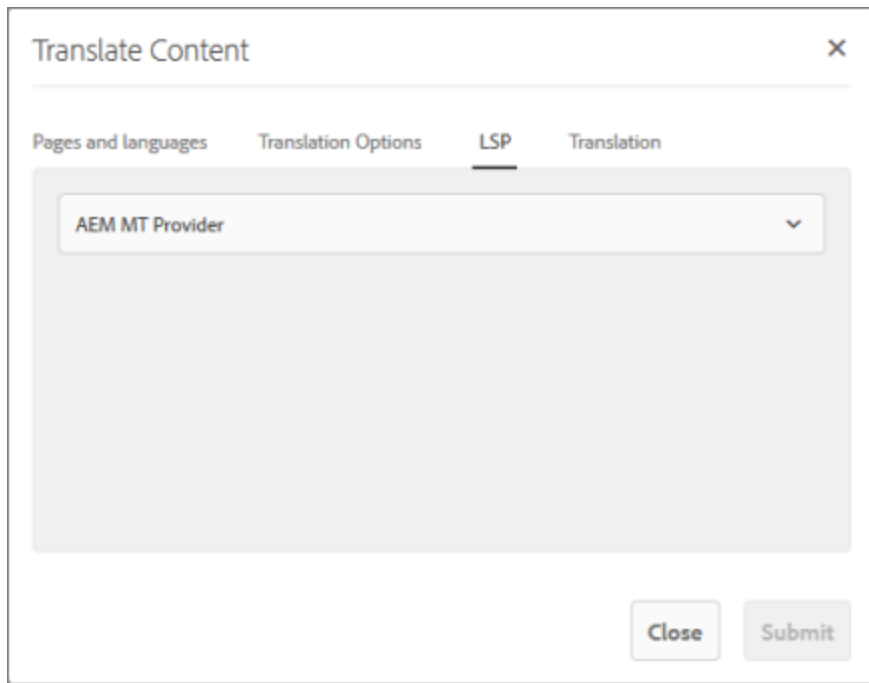 Translate Content
Pages and languages Translation Options LSP Translation
AEM MT Provider
Close Submit